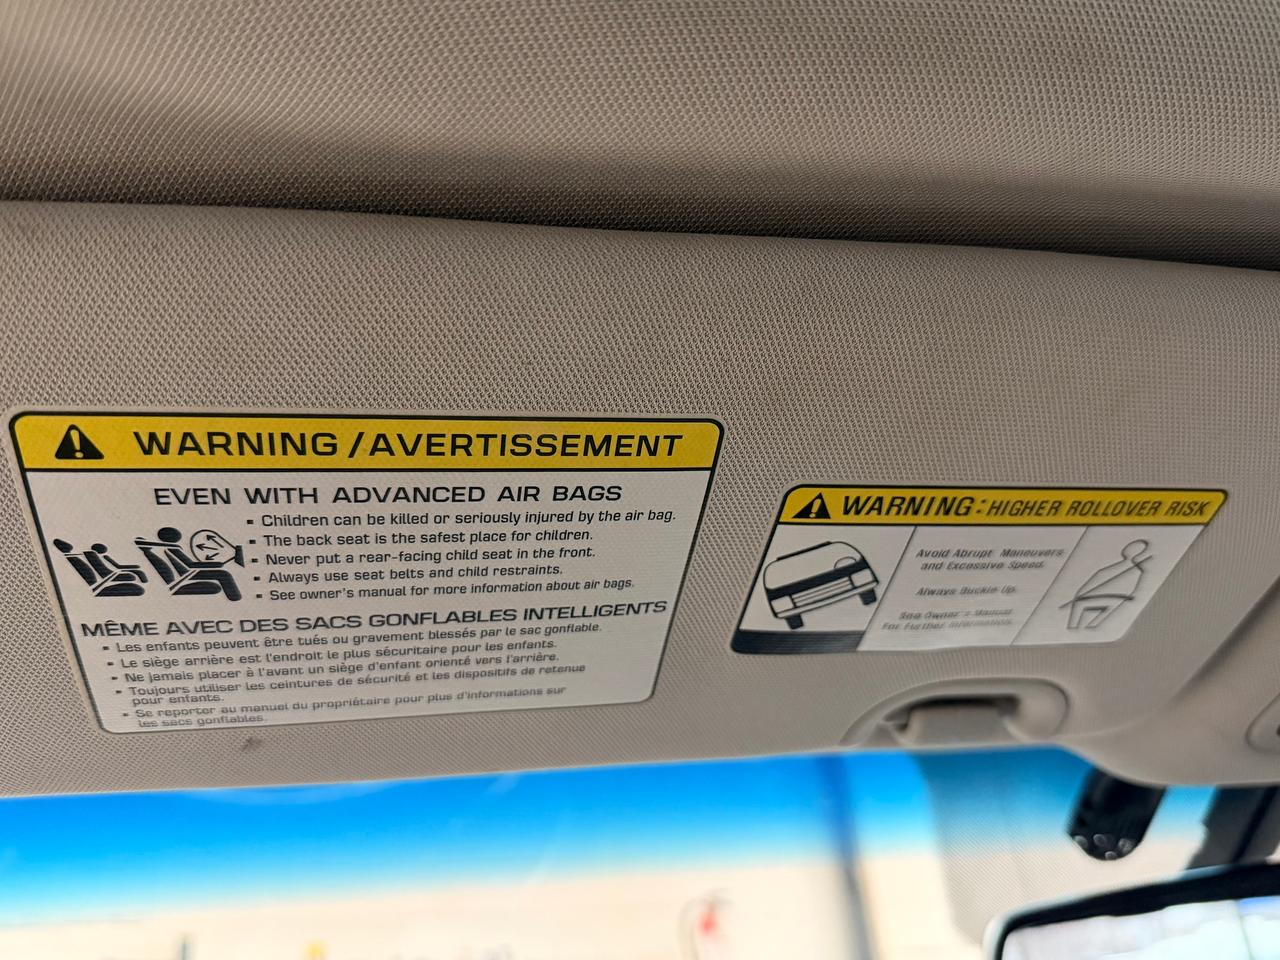 WARNING/AVERTISSEMENT
EVEN WITH ADVANCED AIR BAGS
▪ Children can be killed or seriously injured by the air bag.
▪ The back seat is the safest place for children.
▪ Never put a rear-facing child seat in the front.
▪ Always use seat belts and child restraints.
▪ See owner's manual for more information about air bags.
MÊME AVEC DES SACS GONFLABLES INTELLIGENTS
▪ Les enfants peuvent être tués ou gravement blessés par le sac gonflable.
▪ Le siège arrière est l'endroit le plus sécuritaire pour les enfants.
▪ Ne jamais placer à l'avant un siège d'enfant orienté vers l'arrière.
▪ Toujours utiliser les ceintures de sécurité et les dispositifs de retenue
pour enfants.
▪ Se reporter au manuel du propriétaire pour plus d'informations sur
les sacs gonflables.
WARNING: HIGHER ROLLOVER RISK
Avoid Abrupt Maneuvers
and Excessive Speed.
Always Buckle Up.
See Owner's Manual
For Further Information.